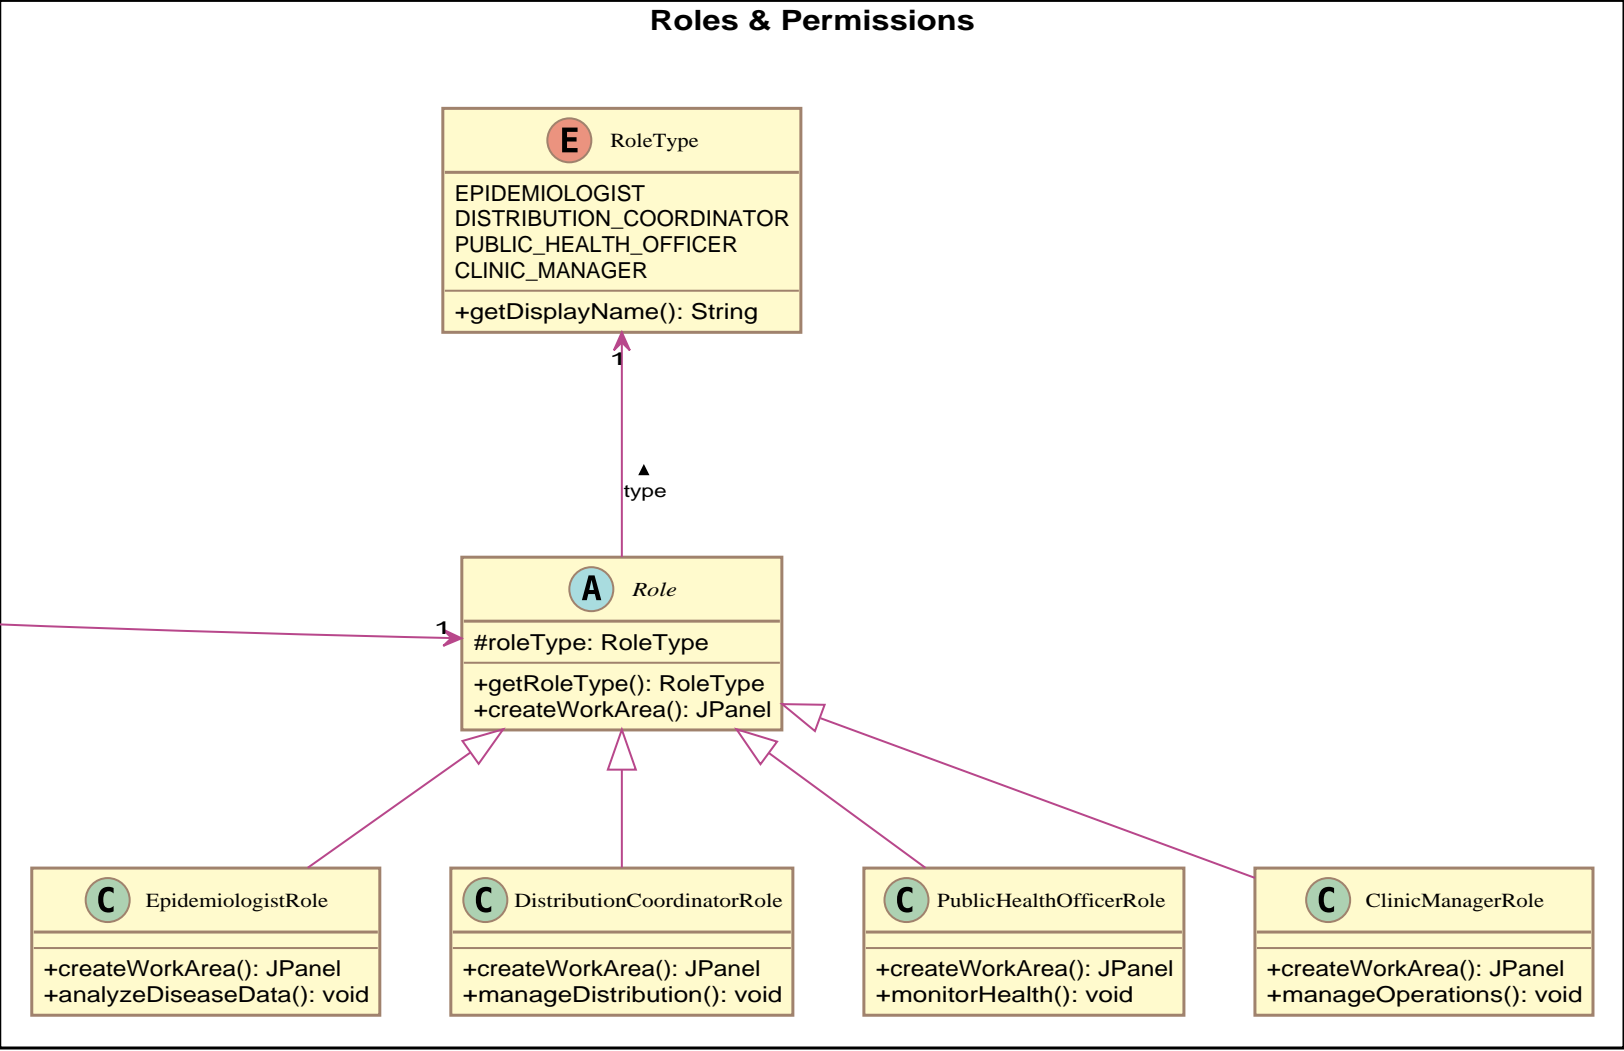 Roles & Permissions
E RoleType
EPIDEMIOLOGIST
DISTRIBUTION_COORDINATOR
PUBLIC_HEALTH_OFFICER
CLINIC_MANAGER
+getDisplayName(): String
1
▲
type
A Role
1
#roleType: RoleType
+getRoleType(): RoleType
+createWorkArea(): JPanel
C EpidemiologistRole
+createWorkArea(): JPanel
+analyzeDiseaseData(): void
C DistributionCoordinatorRole
+createWorkArea(): JPanel
+manageDistribution(): void
C PublicHealthOfficerRole
+createWorkArea(): JPanel
+monitorHealth(): void
C ClinicManagerRole
+createWorkArea(): JPanel
+manageOperations(): void